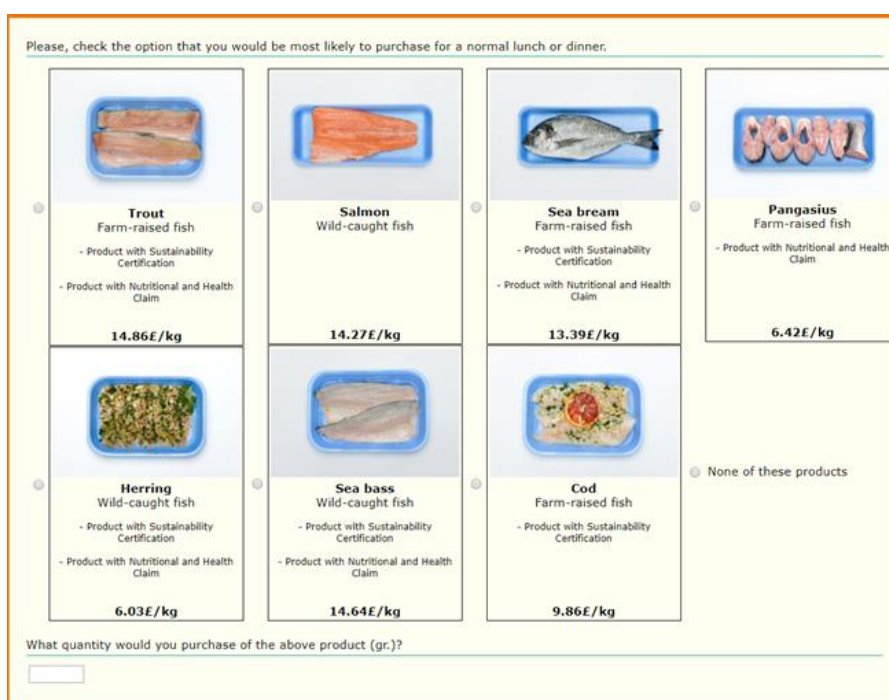 Please, check the option that you would be most likely to purchase for a normal lunch or dinner.
Trout
Farm-raised fish
- Product with Sustainability
Certification
- Product with Nutritional and Health
Claim
14.86£/kg
Salmon
Wild-caught fish
14.27£/kg
Sea bream
Farm-raised fish
- Product with Sustainability
Certification
- Product with Nutritional and Health
Claim
13.39£/kg
Pangasius
Farm-raised fish
- Product with Nutritional and Health
Claim
6.42£/kg
Herring
Wild-caught fish
- Product with Sustainability
Certification
- Product with Nutritional and Health
Claim
6.03£/kg
Sea bass
Wild-caught fish
- Product with Sustainability
Certification
- Product with Nutritional and Health
Claim
14.64£/kg
Cod
Farm-raised fish
- Product with Sustainability
Certification
9.86£/kg
None of these products
What quantity would you purchase of the above product (gr.)?